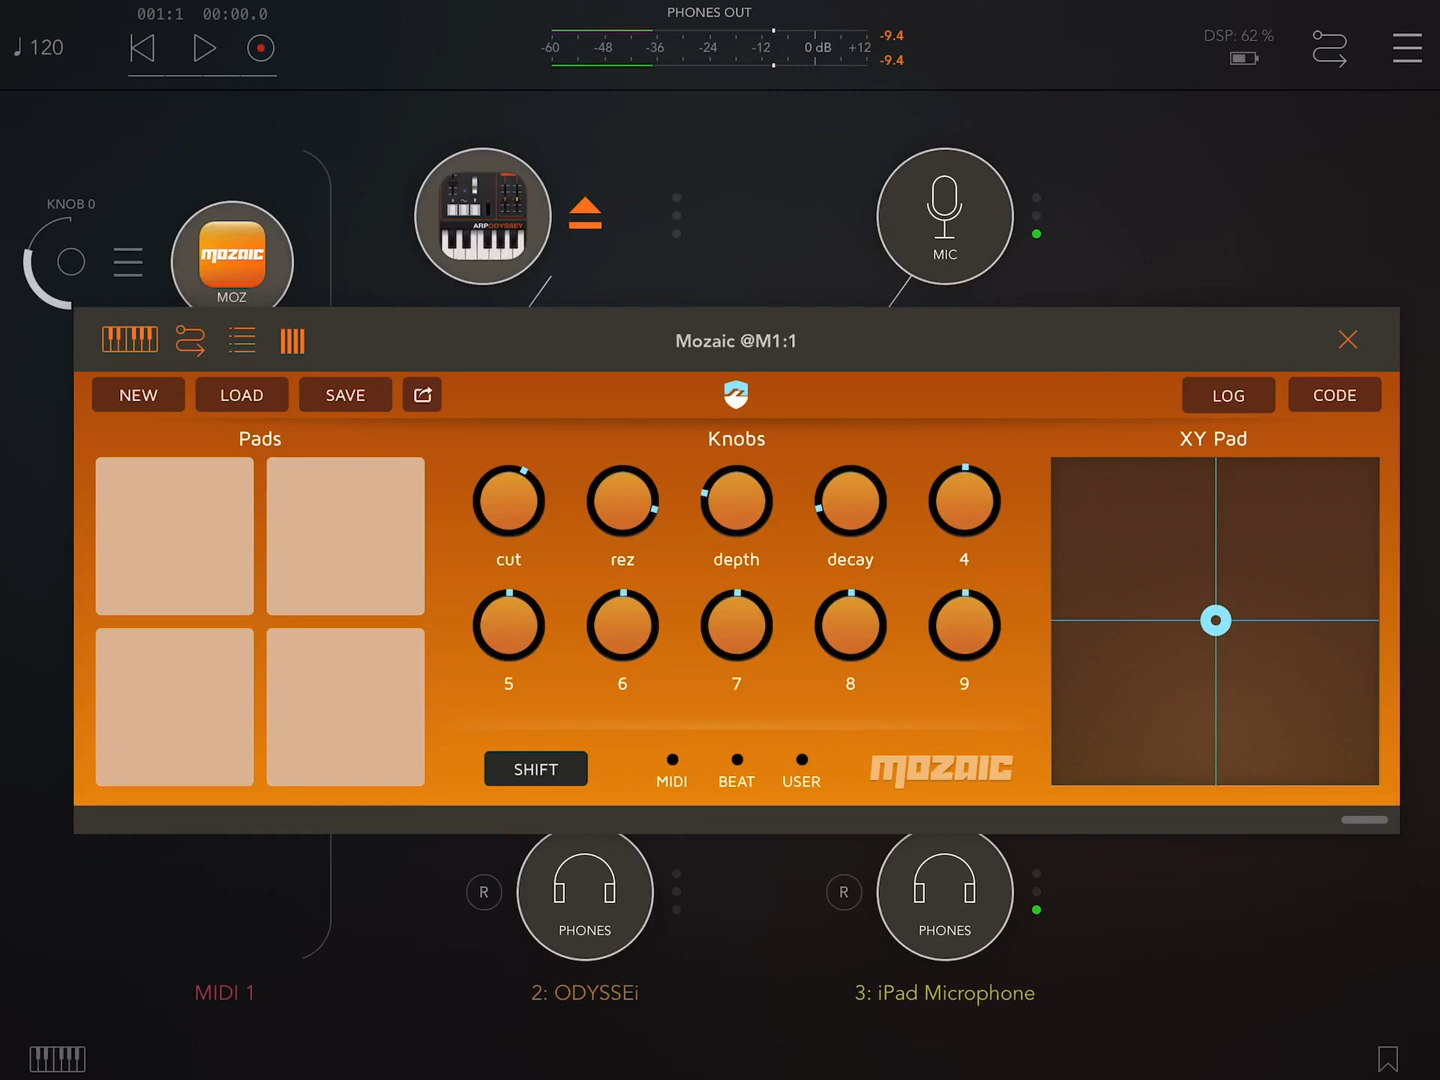 001:1 00:00.0
120
PHONES OUT
-60 -48 -36 -24 -12 0 dB +12
-9.4
-9.4
DSP: 62 %
KNOB 0
mozaic
MOZ
ARPODYSSEY
MIC
Mozaic @M1:1
NEW LOAD SAVE LOG CODE
Pads Knobs XY Pad
cut rez depth decay 4
5 6 7 8 9
SHIFT
MIDI BEAT USER
mozaic
R PHONES R PHONES
MIDI 1 2: ODYSSEi 3: iPad Microphone